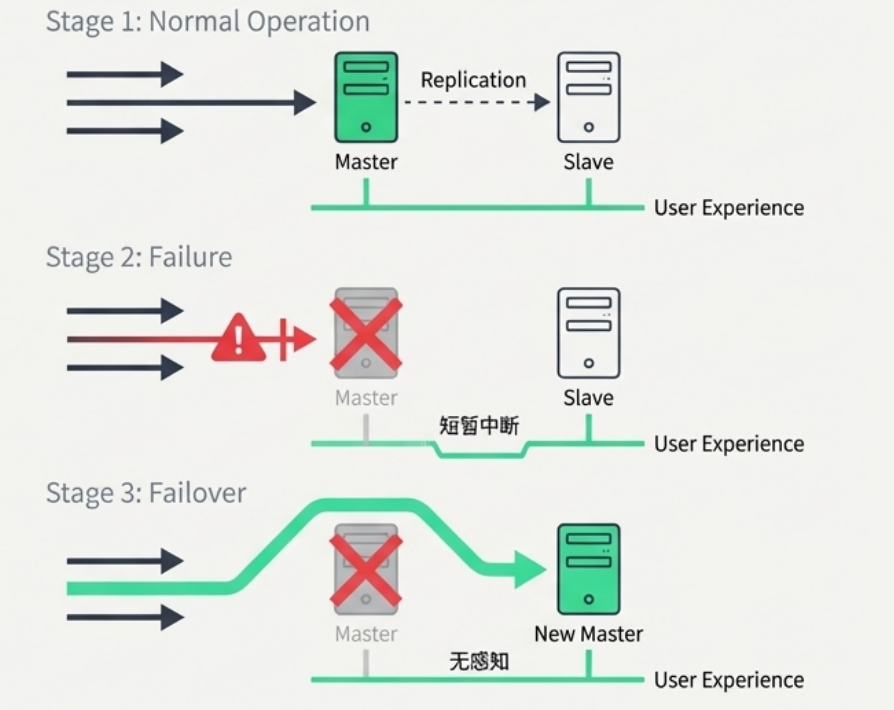 Stage 1: Normal Operation
Replication
Master
Slave
User Experience
Stage 2: Failure
Master
Slave
短暂中断
User Experience
Stage 3: Failover
Master
New Master
无感知
User Experience